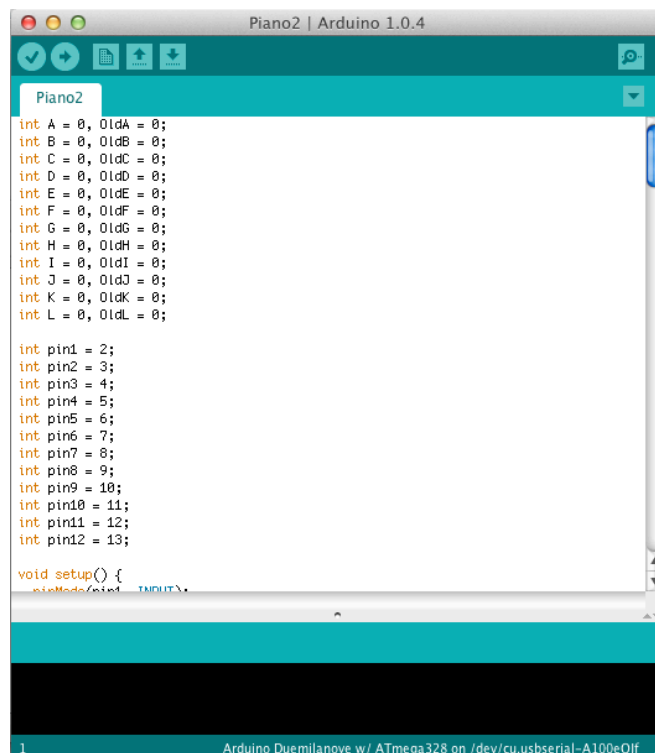 Piano2 | Arduino 1.0.4
Piano2
int A = 0, OldA = 0;
int B = 0, OldB = 0;
int C = 0, OldC = 0;
int D = 0, OldD = 0;
int E = 0, OldE = 0;
int F = 0, OldF = 0;
int G = 0, OldG = 0;
int H = 0, OldH = 0;
int I = 0, OldI = 0;
int J = 0, OldJ = 0;
int K = 0, OldK = 0;
int L = 0, OldL = 0;
int pin1 = 2;
int pin2 = 3;
int pin3 = 4;
int pin4 = 5;
int pin5 = 6;
int pin6 = 7;
int pin7 = 8;
int pin8 = 9;
int pin9 = 10;
int pin10 = 11;
int pin11 = 12;
int pin12 = 13;
void setup() {
pinMode(pin1, INPUT);
1 Arduino Duemilanove w/ ATmega328 on /dev/cu.usbserial-A100eOlf